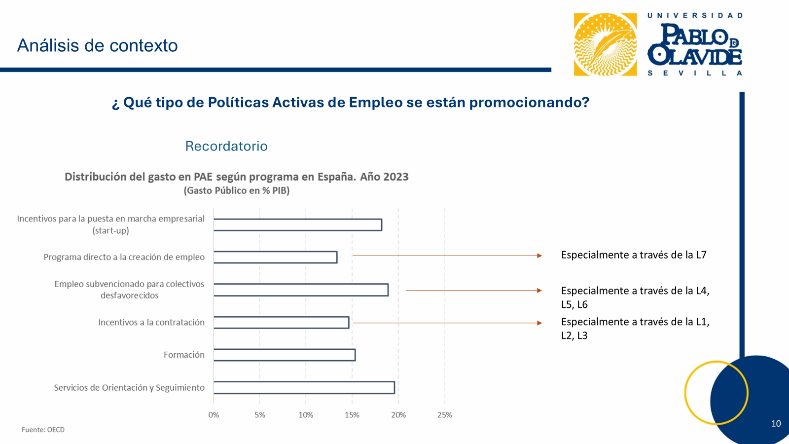 Análisis de contexto
UNIVERSIDAD
PABLO DE
OLAVIDE
SEVILLA
¿ Qué tipo de Políticas Activas de Empleo se están promocionando?
Recordatorio
Distribución del gasto en PAE según programa en España. Año 2023
(Gasto Público en % PIB)
Incentivos para la puesta en marcha empresarial
(start-up)
Programa directo a la creación de empleo
Especialmente a través de la L7
Empleo subvencionado para colectivos
desfavorecidos
Especialmente a través de la L4,
L5, L6
Incentivos a la contratación
Especialmente a través de la L1,
L2, L3
Formación
Servicios de Orientación y Seguimiento
0% 5% 10% 15% 20% 25%
Fuente: OECD
10